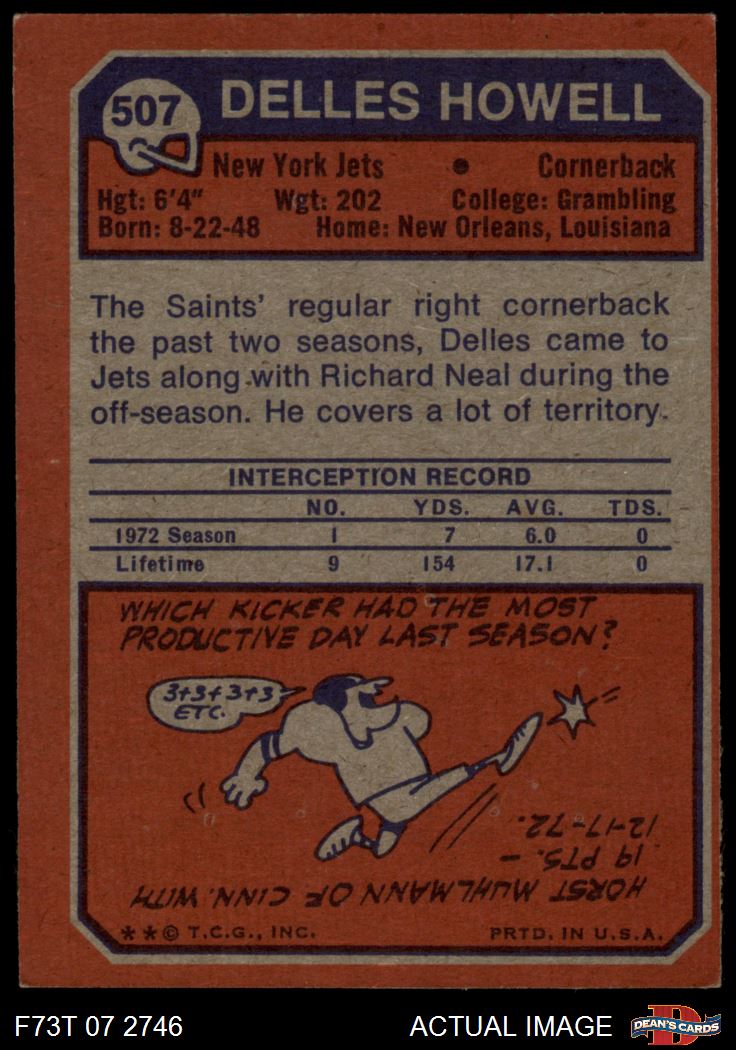 507 DELLES HOWELL
New York Jets • Cornerback
Hgt: 6'4" Wgt: 202 College: Grambling
Born: 8-22-48 Home: New Orleans, Louisiana
The Saints' regular right cornerback
the past two seasons, Delles came to
Jets along with Richard Neal during the
off-season. He covers a lot of territory.
INTERCEPTION RECORD
NO. YDS. AVG. TDS.
1972 Season 1 7 6.0 0
Lifetime 9 154 17.1 0
WHICH KICKER HAD THE MOST
PRODUCTIVE DAY LAST SEASON?
3+3+3+3
ETC.
HORST MUHLMANN OF CINN. WITH
19 PTS. –
12-17-72.
**© T.C.G., INC. PRTD. IN U.S.A.
F73T 07 2746 ACTUAL IMAGE
DEAN'S CARDS